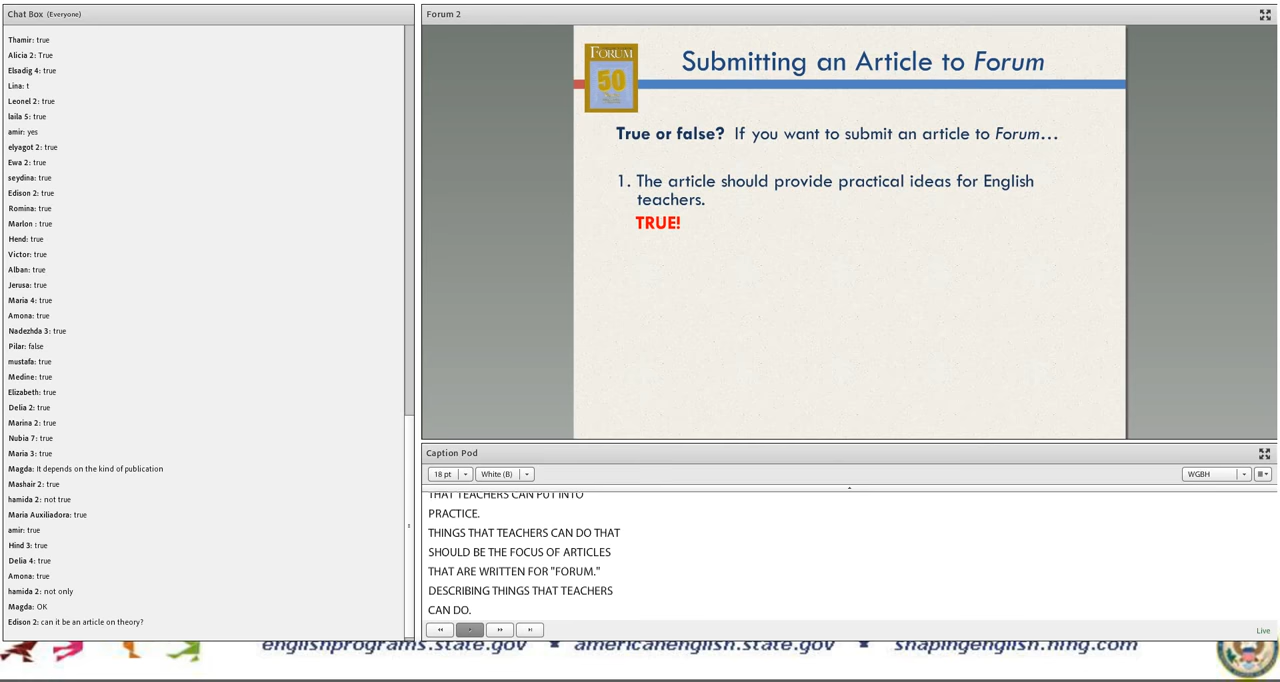 Chat Box (Everyone)
Thamir: true
Alicia 2: True
Elsadig 4: true
Lina: t
Leonel 2: true
laila 5: true
amir: yes
elyagot 2: true
Ewa 2: true
seydina: true
Edison 2: true
Romina: true
Marlon : true
Hend: true
Victor: true
Alban: true
Jerusa: true
Maria 4: true
Amona: true
Nadezhda 3: true
Pilar: false
mustafa: true
Medine: true
Elizabeth: true
Delia 2: true
Marina 2: true
Nubia 7: true
Maria 3: true
Magda: It depends on the kind of publication
Mashair 2: true
hamida 2: not true
Maria Auxiliadora: true
amir: true
Hind 3: true
Delia 4: true
Amona: true
hamida 2: not only
Magda: OK
Edison 2: can it be an article on theory?
Forum 2
FORUM
50
Submitting an Article to Forum
True or false? If you want to submit an article to Forum...
1. The article should provide practical ideas for English
teachers.
TRUE!
Caption Pod
18 pt
White (B)
WGBH
THAT TEACHERS CAN PUT INTO
PRACTICE.
THINGS THAT TEACHERS CAN DO THAT
SHOULD BE THE FOCUS OF ARTICLES
THAT ARE WRITTEN FOR "FORUM."
DESCRIBING THINGS THAT TEACHERS
CAN DO.
Live
englishprograms.state.gov americanenglish.state.gov shapingenglish.ning.com